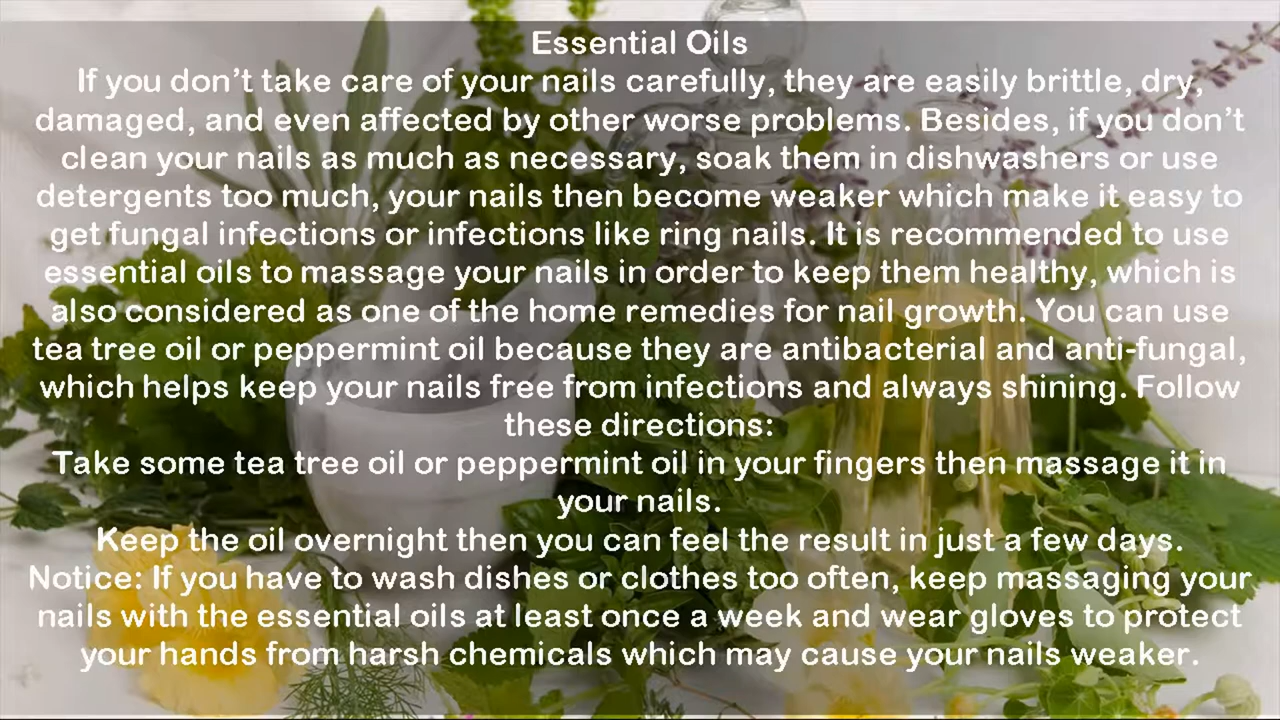 Essential Oils
If you don’t take care of your nails carefully, they are easily brittle, dry,
damaged, and even affected by other worse problems. Besides, if you don’t
clean your nails as much as necessary, soak them in dishwashers or use
detergents too much, your nails then become weaker which make it easy to
get fungal infections or infections like ring nails. It is recommended to use
essential oils to massage your nails in order to keep them healthy, which is
also considered as one of the home remedies for nail growth. You can use
tea tree oil or peppermint oil because they are antibacterial and anti-fungal,
which helps keep your nails free from infections and always shining. Follow
these directions:
Take some tea tree oil or peppermint oil in your fingers then massage it in
your nails.
Keep the oil overnight then you can feel the result in just a few days.
Notice: If you have to wash dishes or clothes too often, keep massaging your
nails with the essential oils at least once a week and wear gloves to protect
your hands from harsh chemicals which may cause your nails weaker.